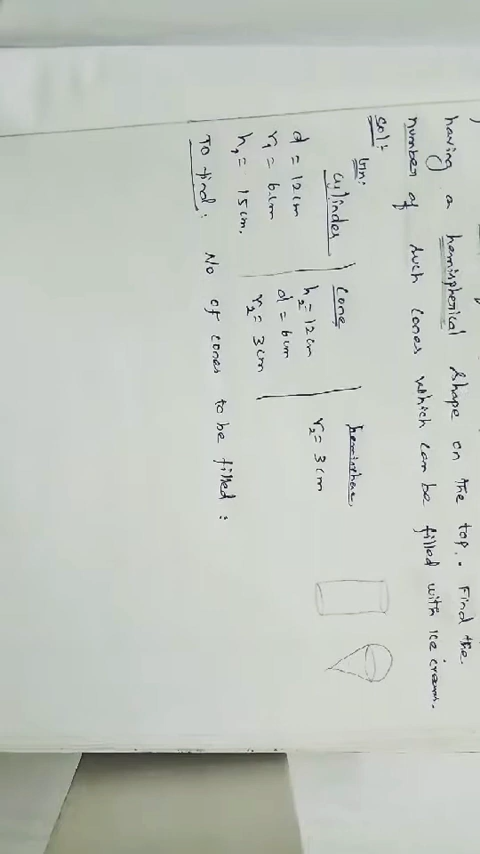 having a hemispherical shape on the top. Find the
number of such cones which can be filled with ice cream.
sol:- Gn:
cylinder cone hemisphere
d = 12cm h2 = 12cm r2 = 3cm
r1 = 6cm d = 6cm
h1 = 15cm. r2 = 3cm
To find: No of cones to be filled: